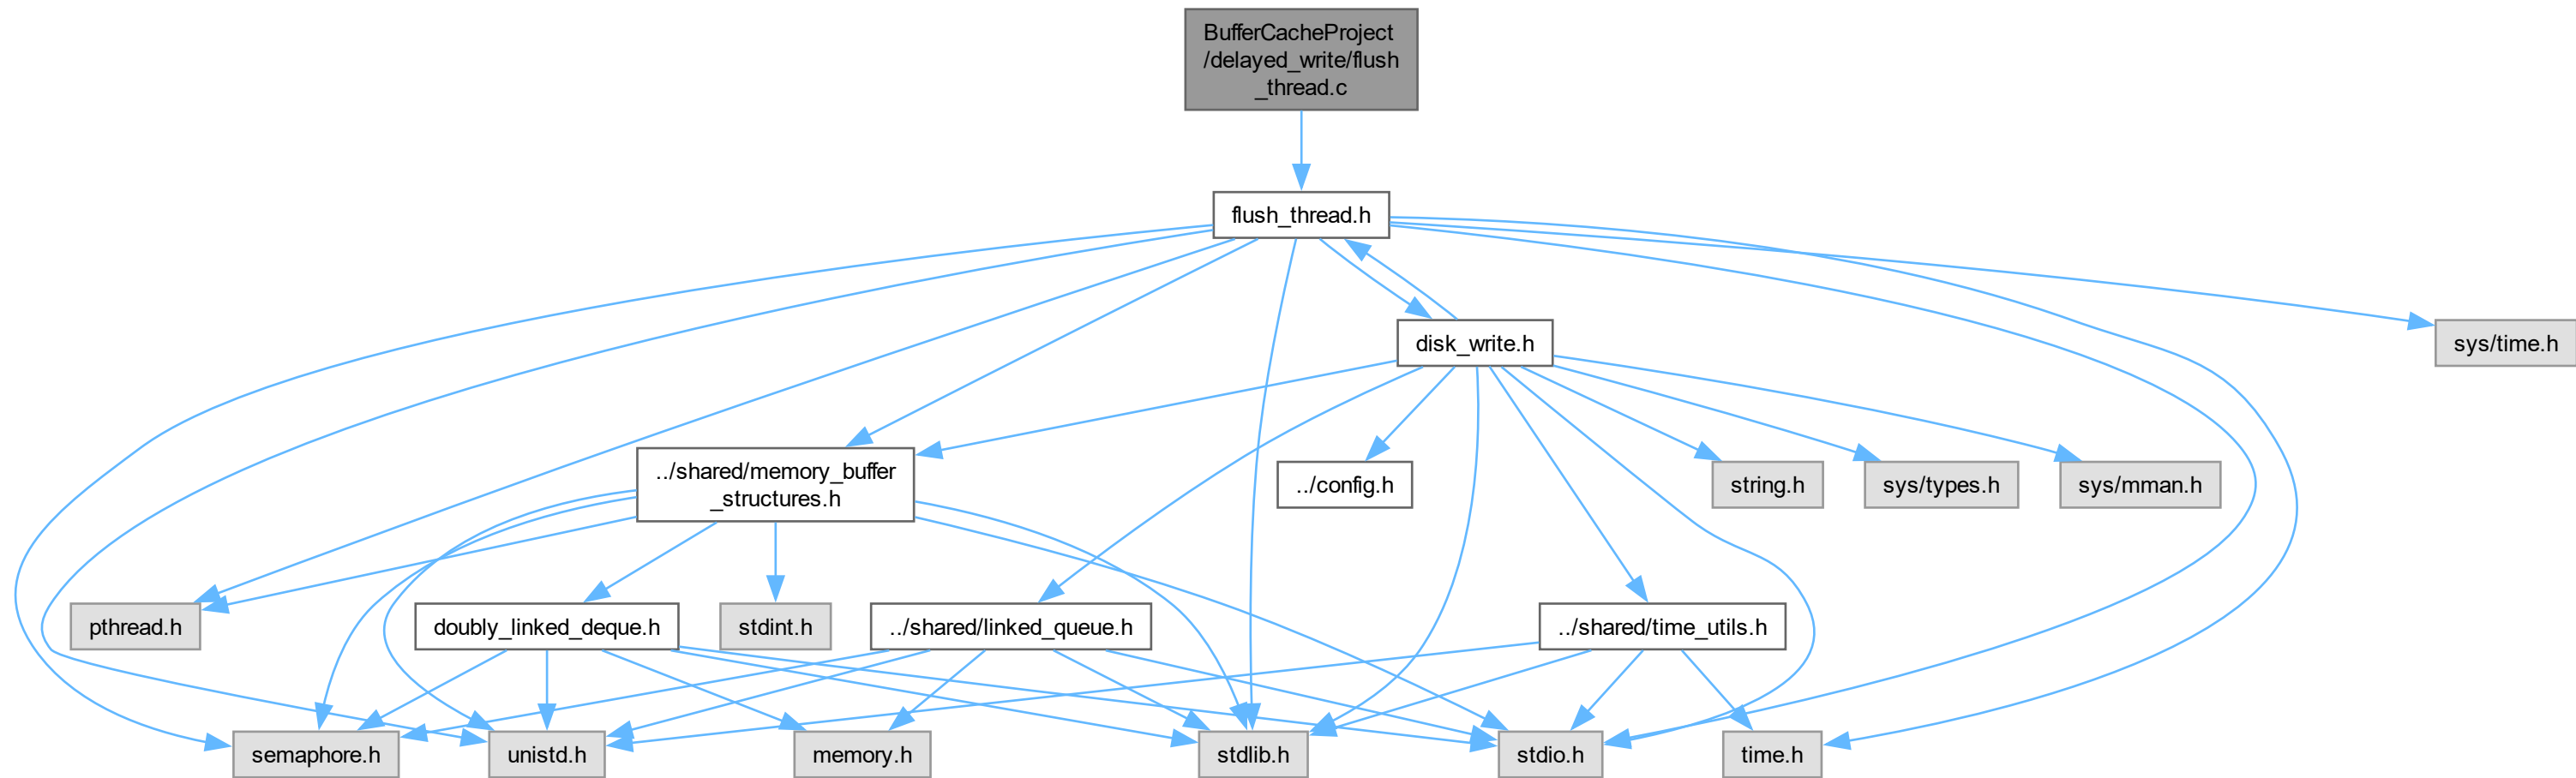 BufferCacheProject
/delayed_write/flush
_thread.c
flush_thread.h
disk_write.h
sys/time.h
../shared/memory_buffer
_structures.h
../config.h
string.h
sys/types.h
sys/mman.h
pthread.h
doubly_linked_deque.h
stdint.h
../shared/linked_queue.h
../shared/time_utils.h
semaphore.h
unistd.h
memory.h
stdlib.h
stdio.h
time.h